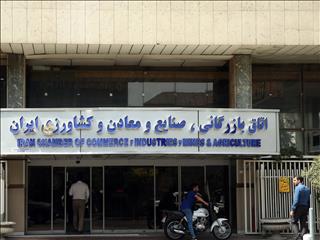 اتاق بازرگانی ، صنایع و معادن و کشاورزی ایران
IRAN CHAMBER OF COMMERCE , INDUSTRIES , MINES & AGRICULTURE